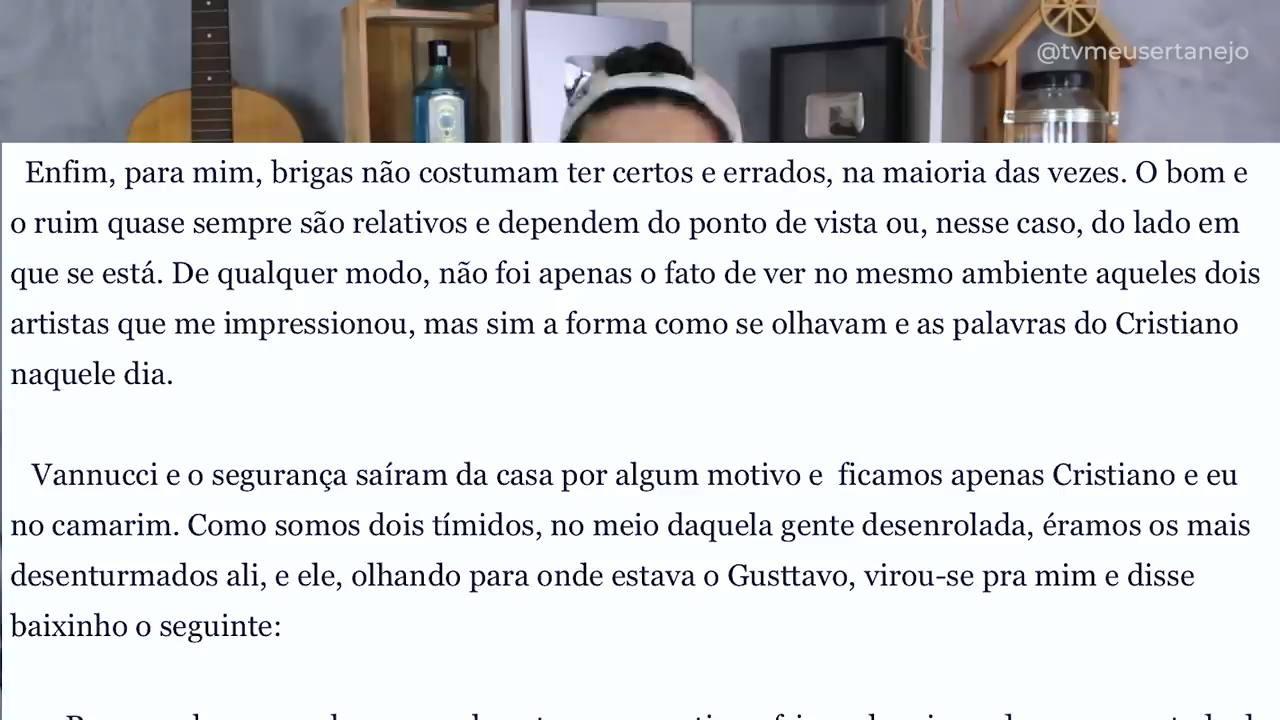 @tvmeusertanejo
Enfim, para mim, brigas não costumam ter certos e errados, na maioria das vezes. O bom e
o ruim quase sempre são relativos e dependem do ponto de vista ou, nesse caso, do lado em
que se está. De qualquer modo, não foi apenas o fato de ver no mesmo ambiente aqueles dois
artistas que me impressionou, mas sim a forma como se olhavam e as palavras do Cristiano
naquele dia.
Vannucci e o segurança saíram da casa por algum motivo e ficamos apenas Cristiano e eu
no camarim. Como somos dois tímidos, no meio daquela gente desenrolada, éramos os mais
desenturmados ali, e ele, olhando para onde estava o Gusttavo, virou-se pra mim e disse
baixinho o seguinte: